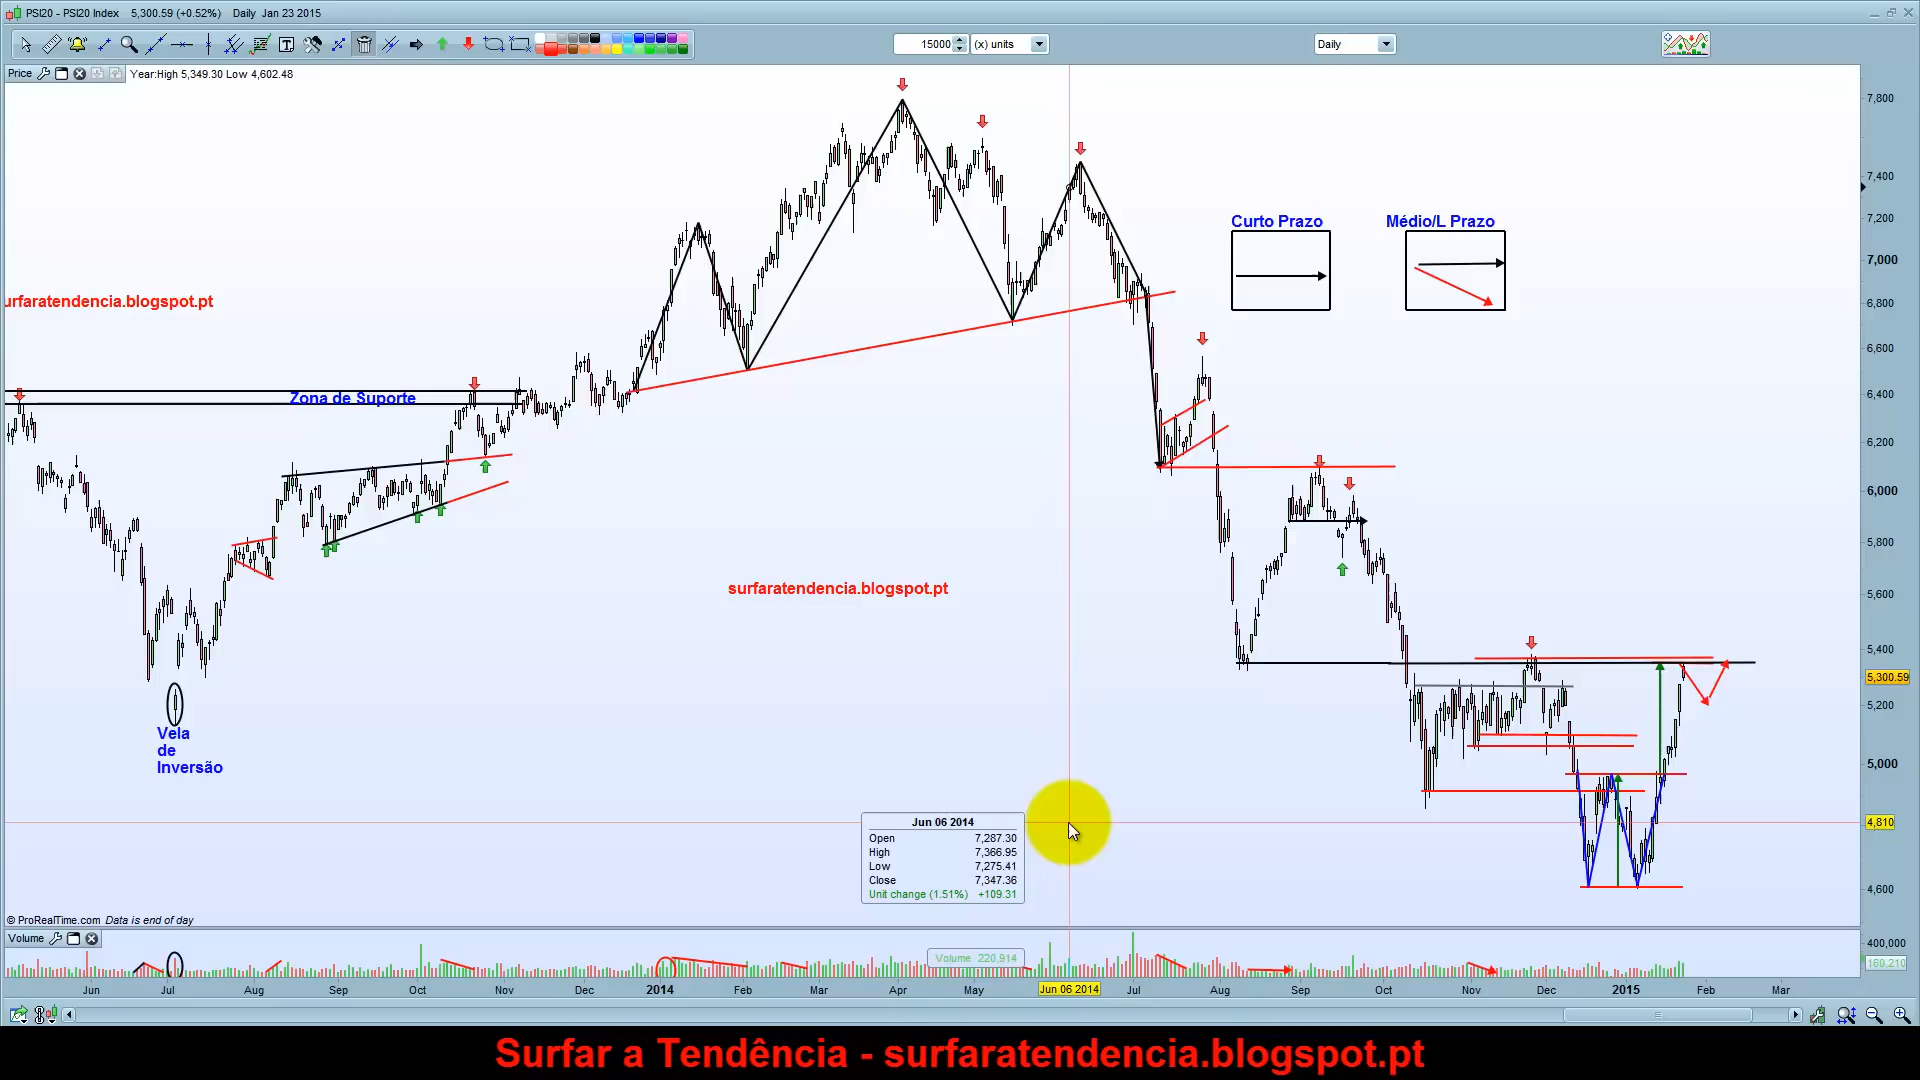 PSI20 - PSI20 Index 5,300.59 (+0.52%) Daily Jan 23 2015
15000 (x) units Daily
Price Year:High 5,349.30 Low 4,602.48
7,800
7,400
Curto Prazo Médio/L Prazo
7,200
7,000
urfaratendencia.blogspot.pt
6,800
6,600
Zona de Suporte
6,400
6,200
6,000
5,800
surfaratendencia.blogspot.pt
5,600
5,400
5,300.59
5,200
Vela
de
Inversão
5,000
4,810
Jun 06 2014
Open 7,287.30
High 7,366.95
Low 7,275.41
Close 7,347.36
Unit change (1.51%) +109.31
4,600
© ProRealTime.com Data is end of day
Volume
400,000
Volume 220,914
160,210
Jun Jul Aug Sep Oct Nov Dec 2014 Feb Mar Apr May Jun 06 2014 Jul Aug Sep Oct Nov Dec 2015 Feb Mar
Surfar a Tendência - surfaratendencia.blogspot.pt